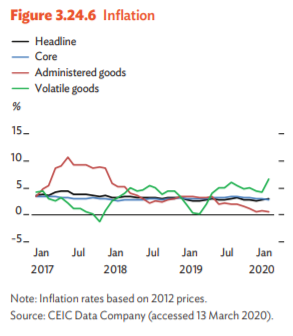 Figure 3.24.6 Inflation
Headline
Core
Administered goods
Volatile goods
%
15
10
5
0
-5
Jan Jul Jan Jul Jan Jul Jan
2017 2018 2019 2020
Note: Inflation rates based on 2012 prices.
Source: CEIC Data Company (accessed 13 March 2020).